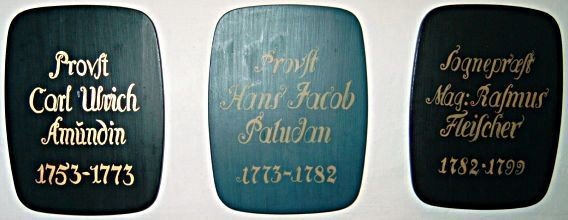 Provſt
Carl Ulrich
Amündin
1753-1773
Provſt
Hans Jacob
Paludan
1773-1782
Sognepræſt
Mag: Raſmus
Fleiſcher
1782-1799